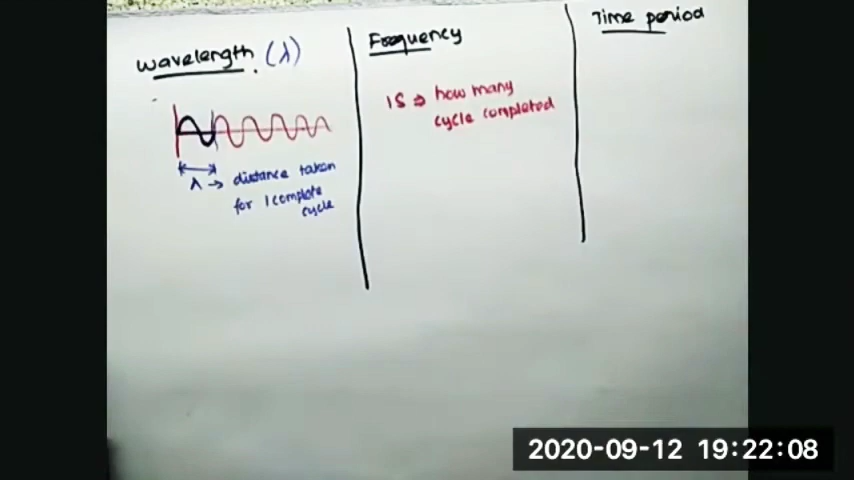 Wavelength (λ)
λ → distance taken
for 1 complete
cycle
Frequency
1S ⇒ how many
cycle completed
Time period
2020-09-12 19:22:08